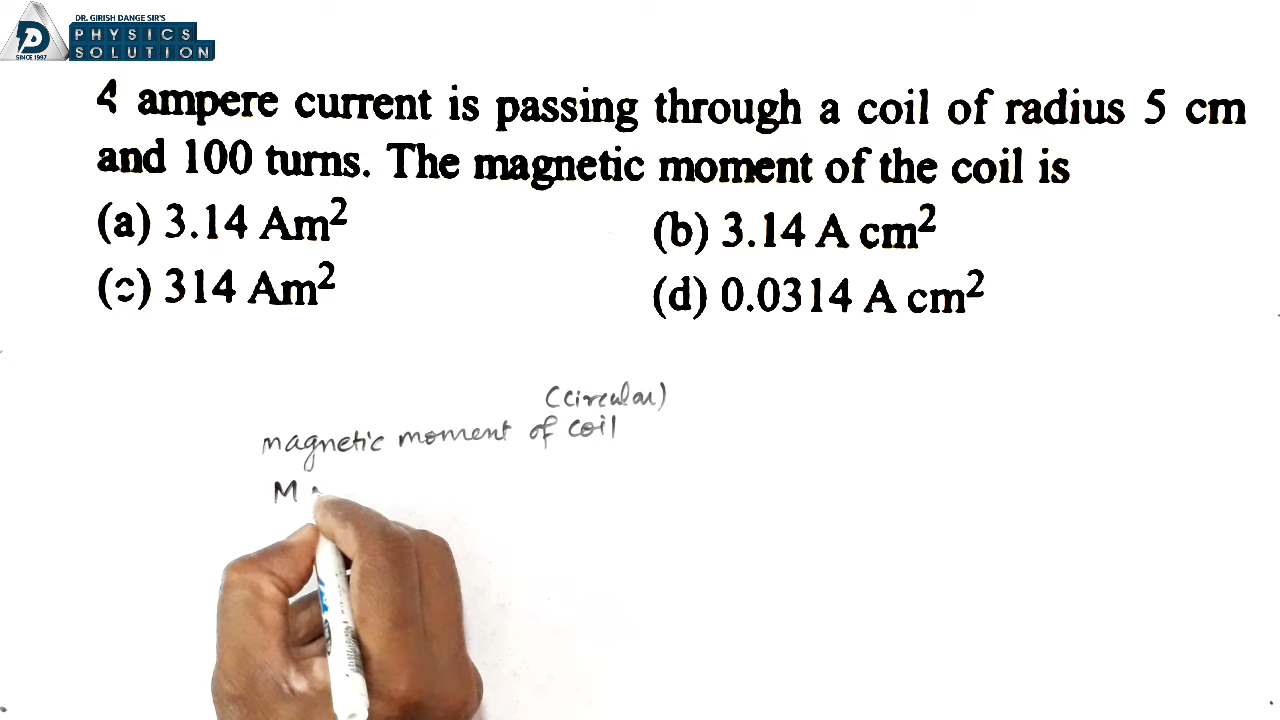 DR. GIRISH DANGE SIR'S
PHYSICS
SOLUTION
SINCE 1997
4 ampere current is passing through a coil of radius 5 cm
and 100 turns. The magnetic moment of the coil is
(a) 3.14 Am²
(b) 3.14 A cm²
(c) 314 Am²
(d) 0.0314 A cm²
(circular)
magnetic moment of coil
M